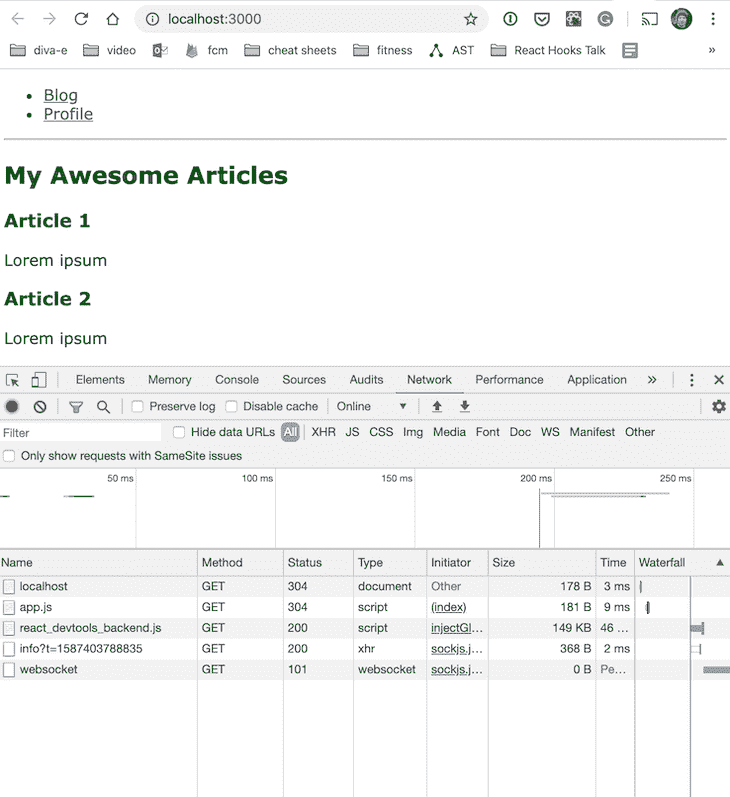 localhost:3000
diva-e video fcm cheat sheets fitness AST React Hooks Talk »
Blog
Profile
My Awesome Articles
Article 1
Lorem ipsum
Article 2
Lorem ipsum
Elements Memory Console Sources Audits Network Performance Application »
Preserve log Disable cache Online
Filter Hide data URLs All XHR JS CSS Img Media Font Doc WS Manifest Other
Only show requests with SameSite issues
50 ms 100 ms 150 ms 200 ms 250 ms
Name Method Status Type Initiator Size Time Waterfall
localhost GET 304 document Other 178 B 3 ms
app.js GET 304 script (index) 181 B 9 ms
react_devtools_backend.js GET 200 script injectGl... 149 KB 46 ...
info?t=1587403788835 GET 200 xhr sockjs.j... 368 B 2 ms
websocket GET 101 websocket sockjs.j... 0 B Pe...